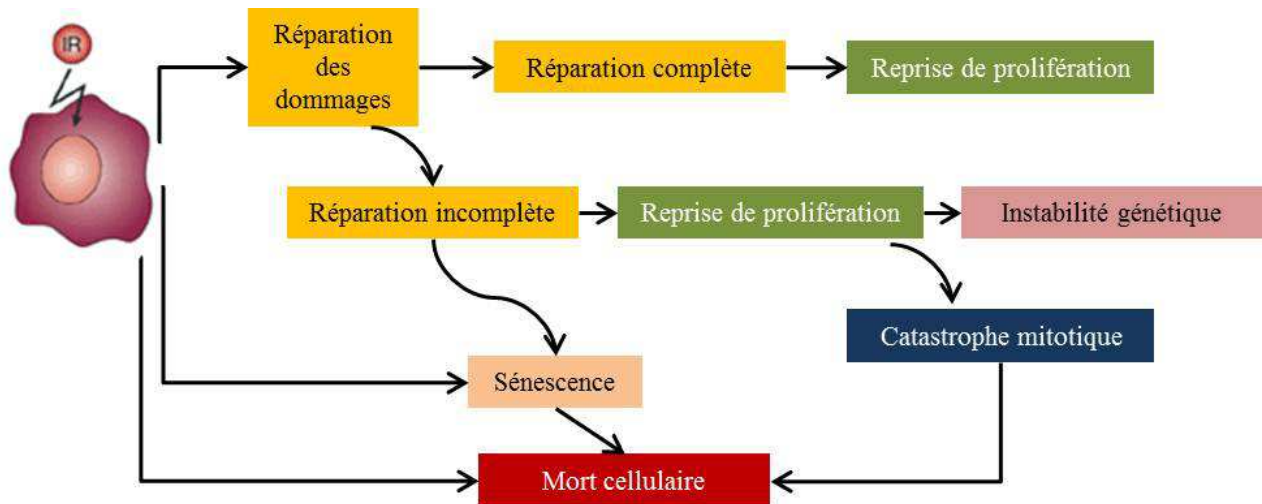 IR
Réparation
des
dommages
Réparation complète
Reprise de prolifération
Réparation incomplète
Reprise de prolifération
Instabilité génétique
Catastrophe mitotique
Sénescence
Mort cellulaire